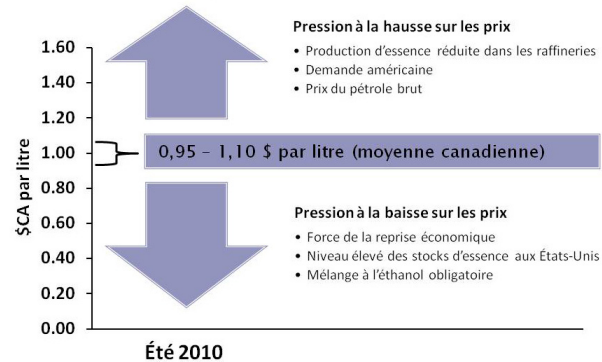 Pression à la hausse sur les prix
• Production d'essence réduite dans les raffineries
• Demande américaine
• Prix du pétrole brut
$CA par litre
1.60
1.40
1.20
1.00
0.80
0.60
0.40
0.20
0.00
0,95 – 1,10 $ par litre (moyenne canadienne)
Pression à la baisse sur les prix
• Force de la reprise économique
• Niveau élevé des stocks d'essence aux États-Unis
• Mélange à l'éthanol obligatoire
Été 2010